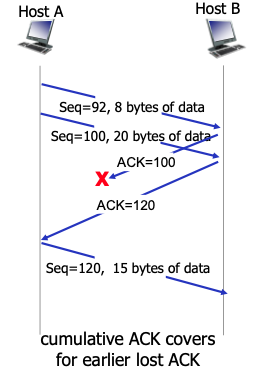 Host A
Host B
Seq=92, 8 bytes of data
Seq=100, 20 bytes of data
ACK=100
X
ACK=120
Seq=120, 15 bytes of data
cumulative ACK covers
for earlier lost ACK